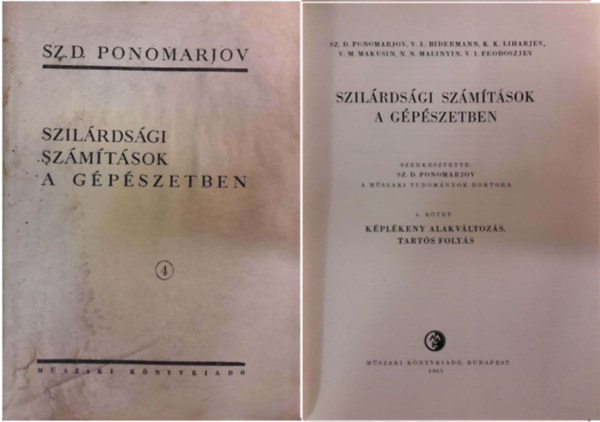 SZ.D. PONOMARJOV
SZILÁRDSÁGI
SZÁMÍTÁSOK
A GÉPÉSZETBEN
4
MŰSZAKI KÖNYVKIADÓ
SZ. D. PONOMARJOV, V. L. BIDERMANN, K. K. LIHARJEV,
V. M. MAKUSIN, N. N. MALINYIN, V. I. FEODOSZJEV
SZILÁRDSÁGI SZÁMÍTÁSOK
A GÉPÉSZETBEN
SZERKESZTETTE:
SZ. D. PONOMARJOV
A MŰSZAKI TUDOMÁNYOK DOKTORA
KÖTET
KÉPLÉKENY ALAKVÁLTOZÁS,
TARTÓS FOLYÁS
MŰSZAKI KÖNYVKIADÓ, BUDAPEST